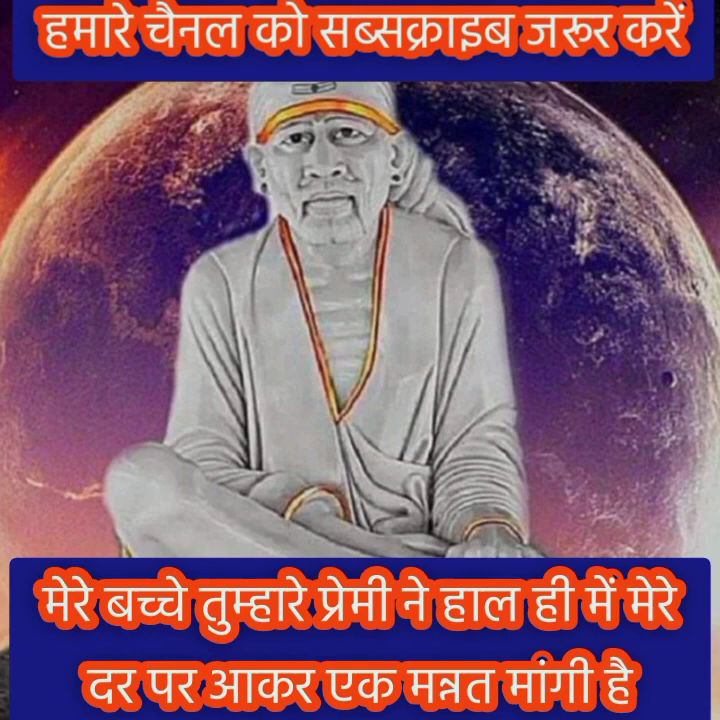 हमारे चैनल को सब्सक्राइब जरूर करें
मेरे बच्चे तुम्हारे प्रेमी ने हाल ही में मेरे
दर पर आकर एक मन्नत मांगी है